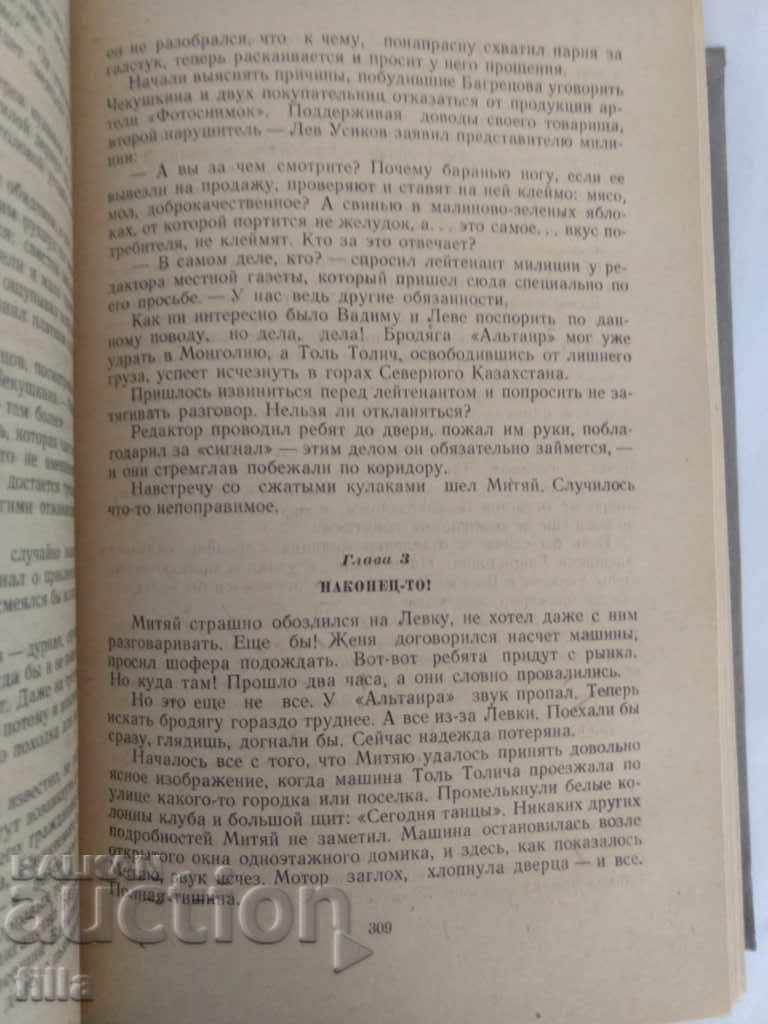 он не разобрался, что к чему, понапрасну схватил парня за
галстук, теперь раскаивается и просит у него прощения.
Начали выяснять причины, побудившие Багрецова уговорять
Чекушкина и двух покупательниц отказаться от продукции ар-
тели «Фотоснимок». Поддерживая доводы своего товарища,
второй нарушитель — Лев Усиков заявил представителю мили-
ции:
— А вы за чем смотрите? Почему баранью ногу, если ее
вывезли на продажу, проверяют и ставят на ней клеймо: мясо,
мол, доброкачественное? А свинью в малиново-зеленых ябло-
ках, от которой портится не желудок, а... это самое... вкус по-
требителя, не клеймят. Кто за это отвечает?
— В самом деле, кто? — спросил лейтенант милиции у ре-
дактора местной газеты, который пришел сюда специально по
его просьбе. — У нас ведь другие обязанности.
Как ни интересно было Вадиму и Леве поспорить по дан-
ному поводу, но дела, дела! Бродяга «Альтаир» мог уже
удрать в Монголию, а Толь Толич, освободившись от лишнего
груза, успеет исчезнуть в горах Северного Казахстана.
Пришлось извиниться перед лейтенантом и попросить не за-
тягивать разговор. Нельзя ли откланяться?
Редактор проводил ребят до двери, пожал им руки, побла-
годарил за «сигнал» — этим делом он обязательно займется, —
и они стремглав побежали по коридору.
Навстречу со сжатыми кулаками шел Митяй. Случилось
что-то непоправимое.
Глава 3
НАКОНЕЦ-ТО!
Митяй страшно обозлился на Левку, не хотел даже с ним
разговаривать. Еще бы! Женя договорился насчет машины,
просил шофера подождать. Вот-вот ребята придут с рынка.
Но куда там! Прошло два часа, а они словно провалились.
Но это еще не все. У «Альтаира» звук пропал. Теперь
искать бродягу гораздо труднее. А все из-за Левки. Поехали бы
сразу, глядишь, догнали бы. Сейчас надежда потеряна.
Началось все с того, что Митяю удалось принять довольно
ясное изображение, когда машина Толь Толича проезжала по
улице какого-то городка или поселка. Промелькнули белые ко-
лонны клуба и большой щит: «Сегодня танцы». Никаких других
подробностей Митяй не заметил. Машина остановилась возле
открытого окна одноэтажного домика, и здесь, как показалось
Митяю, звук исчез. Мотор заглох, хлопнула дверца — и все.
Полная тишина.
309
BALKAN
auction
filla